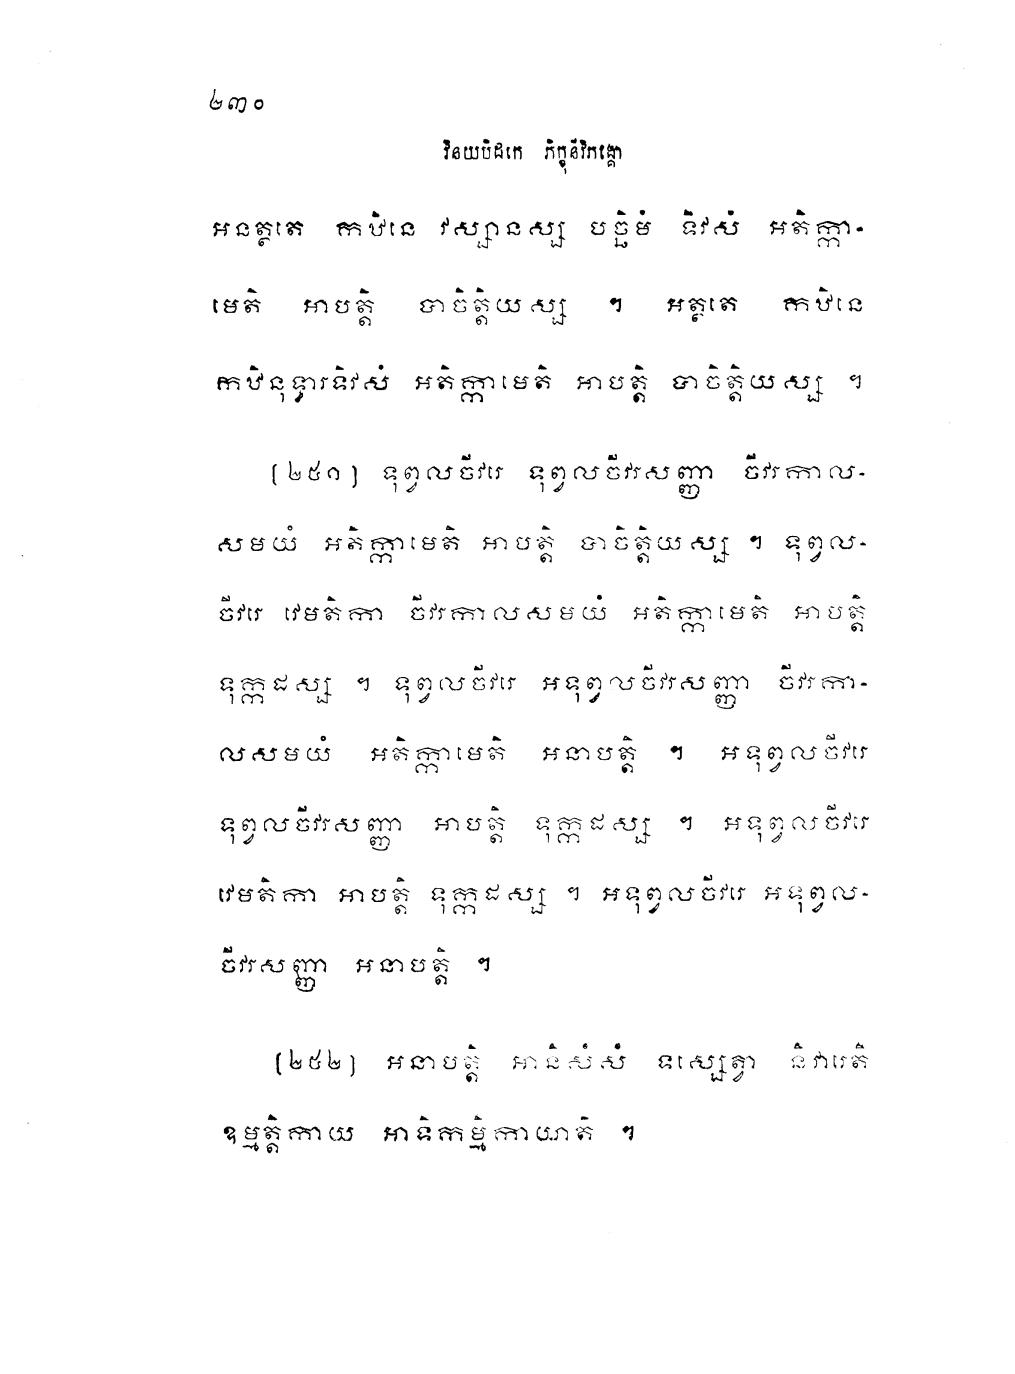 ២៣០
វិនយបិដកេ ភិក្ខុនីវិភង្គោ
អនត្ថតេ កឋិនេ វស្សានស្ស បច្ឆិមំ ទិវសំ អតិក្កា-
មេតិ អាបត្តិ បាចិត្តិយស្ស ។ អត្ថតេ កឋិនេ
កឋិនុទ្ធារទិវសំ អតិក្កាមេតិ អាបត្តិ បាចិត្តិយស្ស ។
[២៥១] ទុព្វលចីវរេ ទុព្វលចីវរសញ្ញា ចីវរកាល-
សមយំ អតិក្កាមេតិ អាបត្តិ បាចិត្តិយស្ស ។ ទុព្វល-
ចីវរេ វេមតិកា ចីវរកាលសមយំ អតិក្កាមេតិ អាបត្តិ
ទុក្កដស្ស ។ ទុព្វលចីវរេ អទុព្វលចីវរសញ្ញា ចីវរកា-
លសមយំ អតិក្កាមេតិ អនាបត្តិ ។ អទុព្វលចីវរេ
ទុព្វលចីវរសញ្ញា អាបត្តិ ទុក្កដស្ស ។ អទុព្វលចីវរេ
វេមតិកា អាបត្តិ ទុក្កដស្ស ។ អទុព្វលចីវរេ អទុព្វល-
ចីវរសញ្ញា អនាបត្តិ ។
[២៥២] អនាបត្តិ អានិសំសំ ទស្សេត្វា និវារេតិ
ឧម្មត្តិកាយ អាទិកម្មិកាយាតិ ។